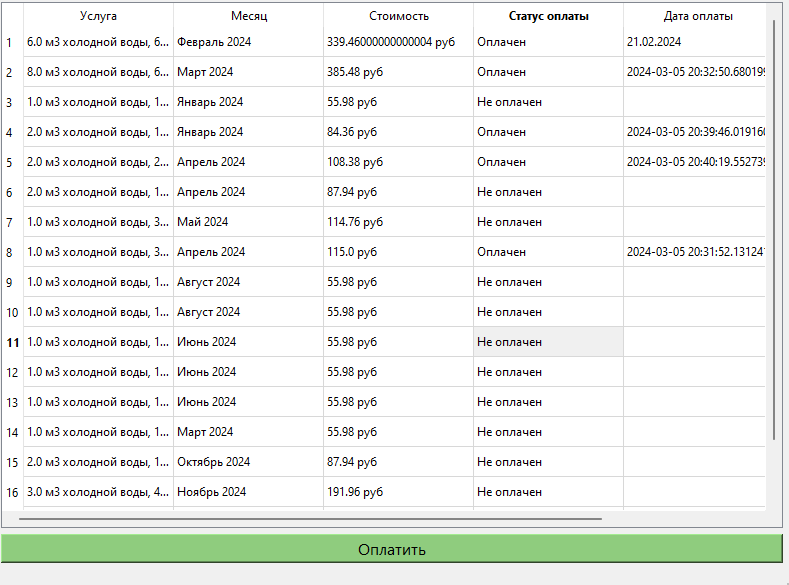 Услуга Месяц Стоимость Статус оплаты Дата оплаты
1 6.0 м3 холодной воды, 6... Февраль 2024 339.46000000000004 руб Оплачен 21.02.2024
2 8.0 м3 холодной воды, 6... Март 2024 385.48 руб Оплачен 2024-03-05 20:32:50.680199
3 1.0 м3 холодной воды, 1... Январь 2024 55.98 руб Не оплачен
4 2.0 м3 холодной воды, 1... Январь 2024 84.36 руб Оплачен 2024-03-05 20:39:46.019160
5 2.0 м3 холодной воды, 2... Апрель 2024 108.38 руб Оплачен 2024-03-05 20:40:19.552739
6 2.0 м3 холодной воды, 1... Апрель 2024 87.94 руб Не оплачен
7 1.0 м3 холодной воды, 3... Май 2024 114.76 руб Не оплачен
8 1.0 м3 холодной воды, 3... Апрель 2024 115.0 руб Оплачен 2024-03-05 20:31:52.131241
9 1.0 м3 холодной воды, 1... Август 2024 55.98 руб Не оплачен
10 1.0 м3 холодной воды, 1... Август 2024 55.98 руб Не оплачен
11 1.0 м3 холодной воды, 1... Июнь 2024 55.98 руб Не оплачен
12 1.0 м3 холодной воды, 1... Июнь 2024 55.98 руб Не оплачен
13 1.0 м3 холодной воды, 1... Июнь 2024 55.98 руб Не оплачен
14 1.0 м3 холодной воды, 1... Март 2024 55.98 руб Не оплачен
15 2.0 м3 холодной воды, 1... Октябрь 2024 87.94 руб Не оплачен
16 3.0 м3 холодной воды, 4... Ноябрь 2024 191.96 руб Не оплачен
Оплатить